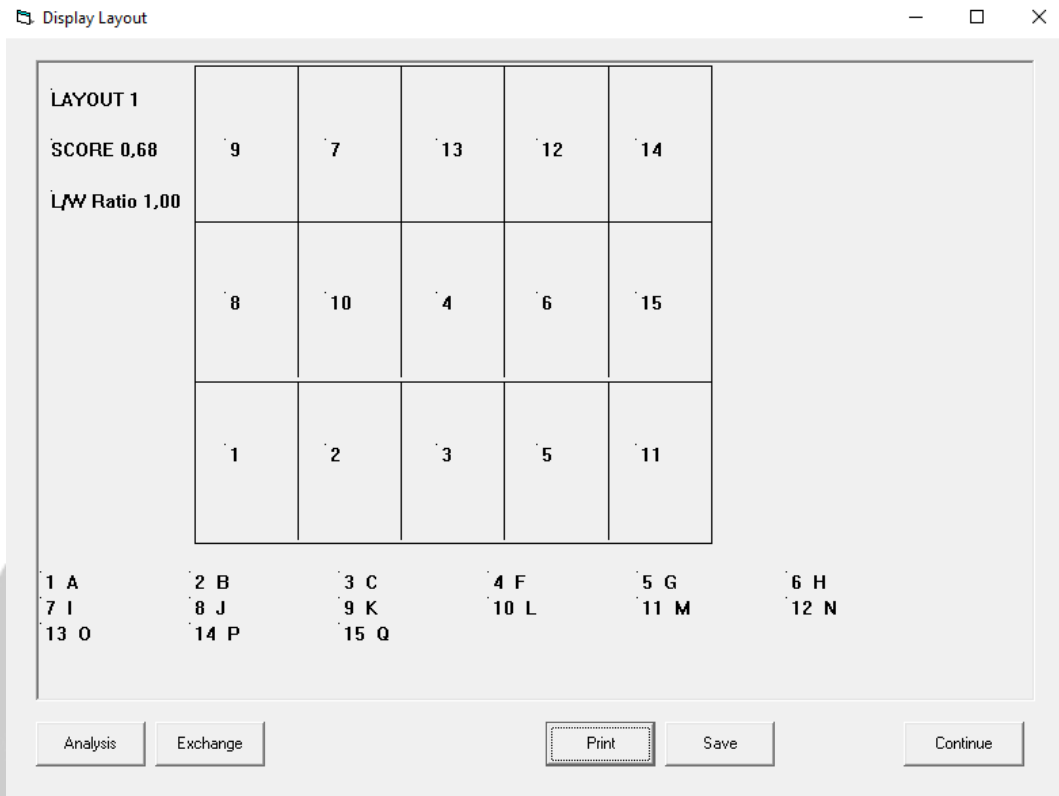 Display Layout
LAYOUT 1
SCORE 0,68
L/W Ratio 1,00
9 7 13 12 14
8 10 4 6 15
1 2 3 5 11
1 A 2 B 3 C 4 F 5 G 6 H
7 I 8 J 9 K 10 L 11 M 12 N
13 O 14 P 15 Q
Analysis Exchange Print Save Continue